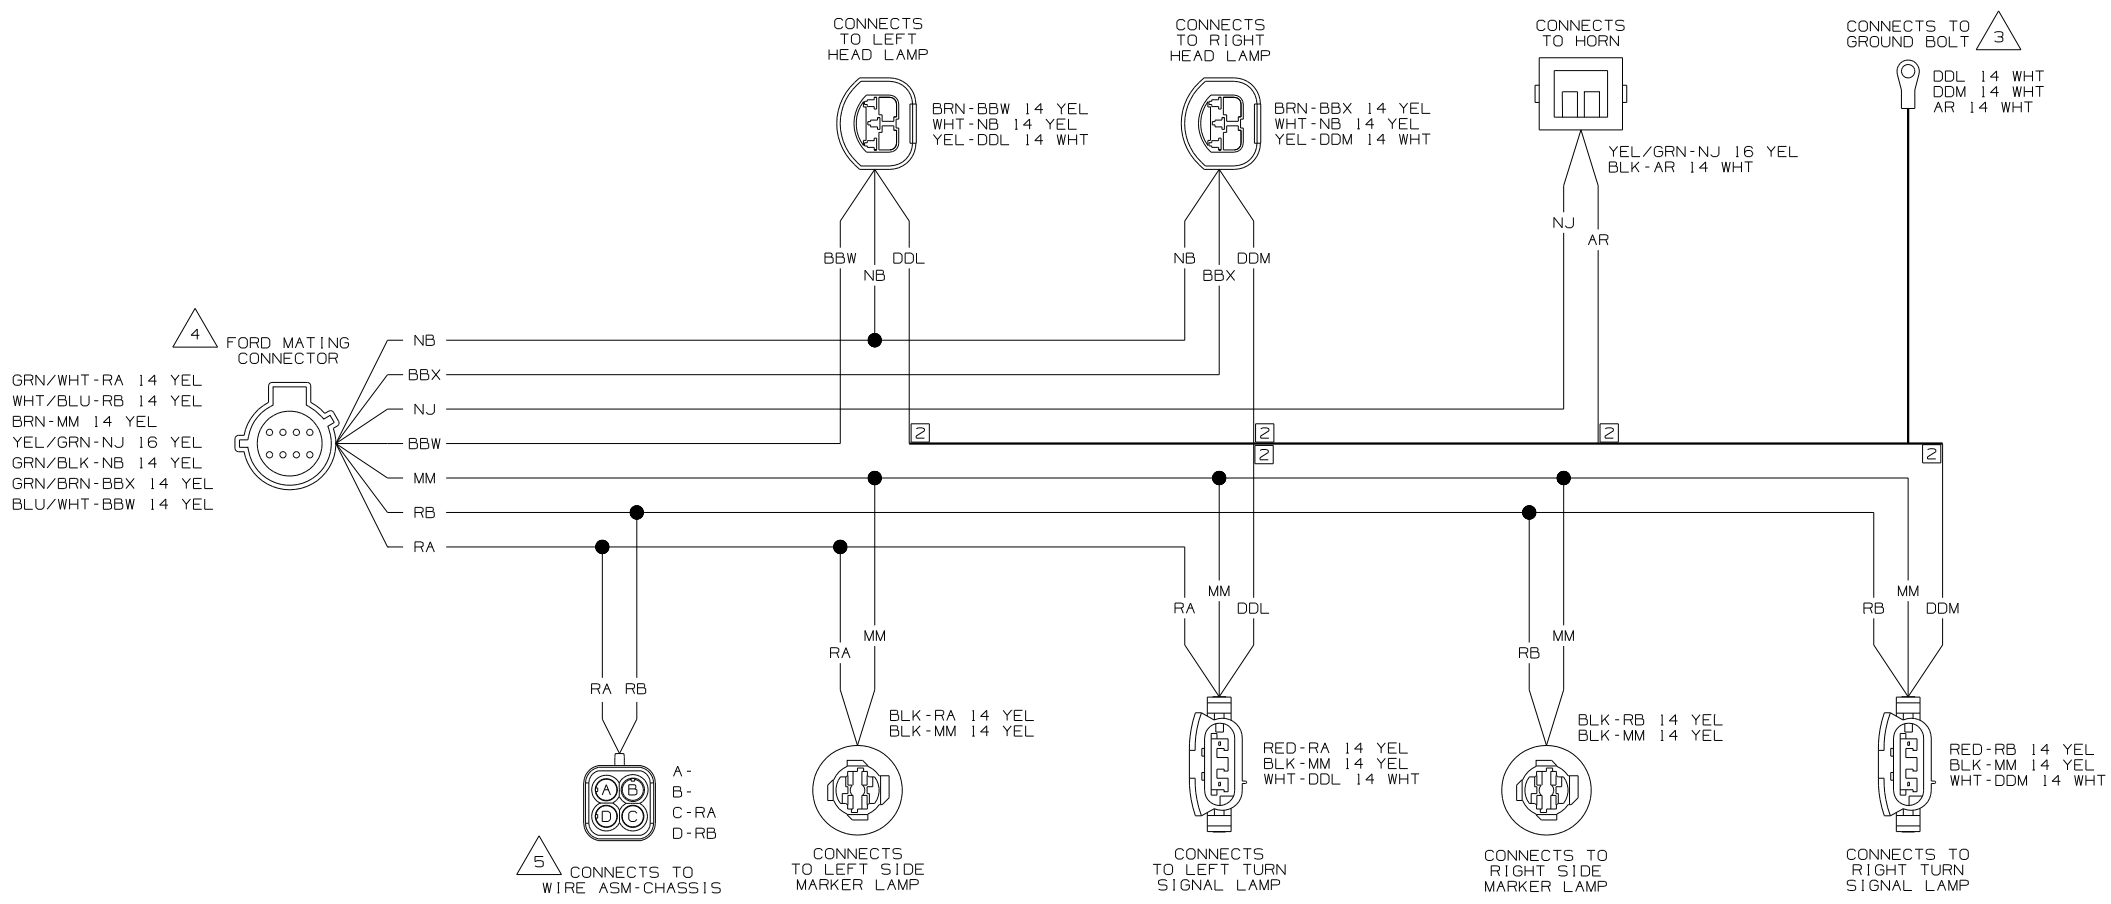 CONNECTS
TO LEFT
HEAD LAMP
BRN-BBW 14 YEL
WHT-NB 14 YEL
YEL-DDL 14 WHT
CONNECTS
TO RIGHT
HEAD LAMP
BRN-BBX 14 YEL
WHT-NB 14 YEL
YEL-DDM 14 WHT
CONNECTS
TO HORN
YEL/GRN-NJ 16 YEL
BLK-AR 14 WHT
CONNECTS TO
GROUND BOLT
3
DDL 14 WHT
DDM 14 WHT
AR 14 WHT
BBW
NB
DDL
NB
BBX
DDM
NJ
AR
4
FORD MATING
CONNECTOR
GRN/WHT-RA 14 YEL
WHT/BLU-RB 14 YEL
BRN-MM 14 YEL
YEL/GRN-NJ 16 YEL
GRN/BLK-NB 14 YEL
GRN/BRN-BBX 14 YEL
BLU/WHT-BBW 14 YEL
NB
BBX
NJ
BBW
MM
RB
RA
2
2
2
2
2
RA
RB
RA
MM
RA
MM
DDL
RB
MM
RB
MM
DDM
A-
B-
C-RA
D-RB
A
B
D
C
5
CONNECTS TO
WIRE ASM-CHASSIS
BLK-RA 14 YEL
BLK-MM 14 YEL
CONNECTS
TO LEFT SIDE
MARKER LAMP
RED-RA 14 YEL
BLK-MM 14 YEL
WHT-DDL 14 WHT
CONNECTS
TO LEFT TURN
SIGNAL LAMP
BLK-RB 14 YEL
BLK-MM 14 YEL
CONNECTS TO
RIGHT SIDE
MARKER LAMP
RED-RB 14 YEL
BLK-MM 14 YEL
WHT-DDM 14 WHT
CONNECTS TO
RIGHT TURN
SIGNAL LAMP